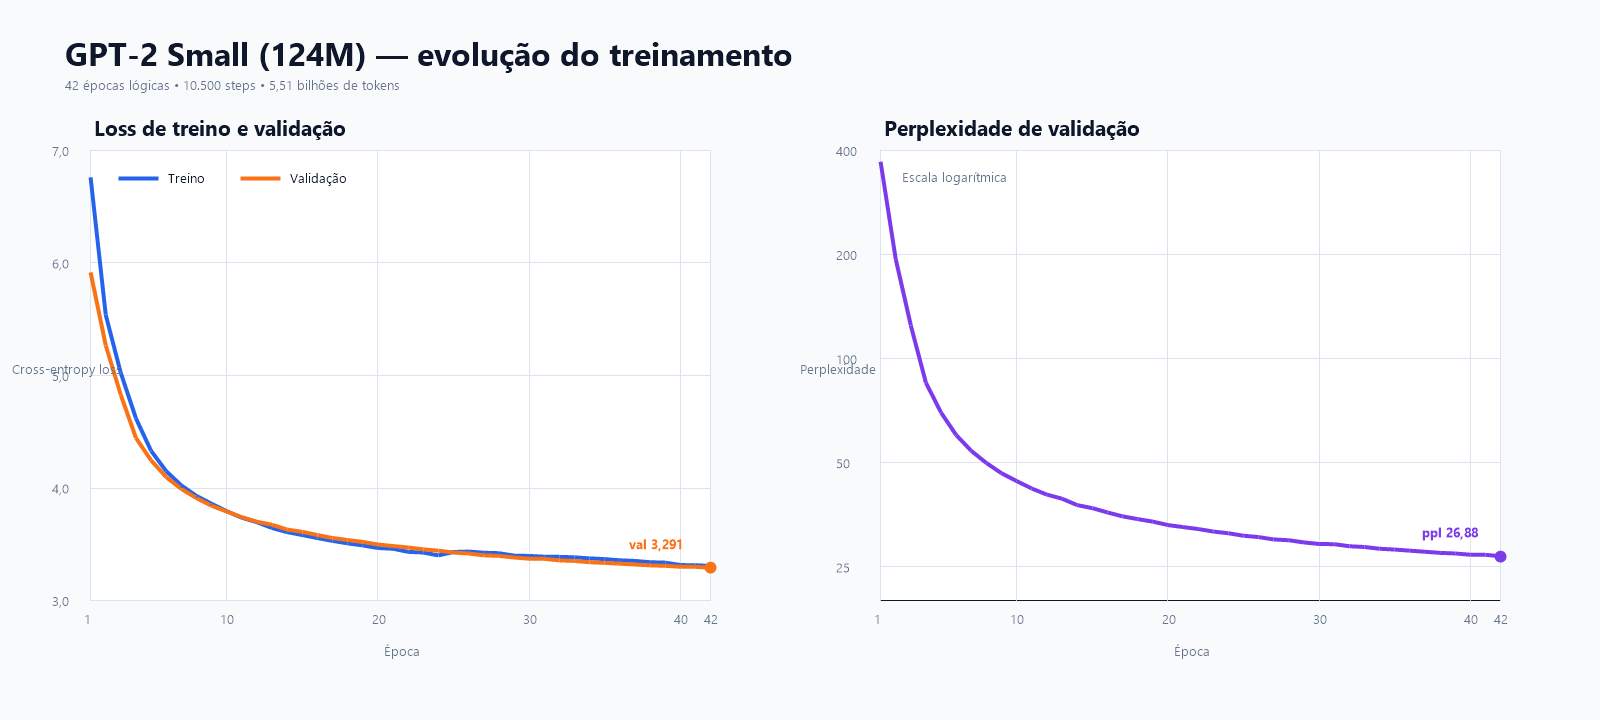 GPT-2 Small (124M) — evolução do treinamento
42 épocas lógicas • 10.500 steps • 5,51 bilhões de tokens
Loss de treino e validação
7,0
Treino
Validação
6,0
Cross-entropy loss
5,0
4,0
val 3,291
3,0
1
10
20
30
40
42
Época
Perplexidade de validação
400
Escala logarítmica
200
100
Perplexidade
50
ppl 26,88
25
1
10
20
30
40
42
Época